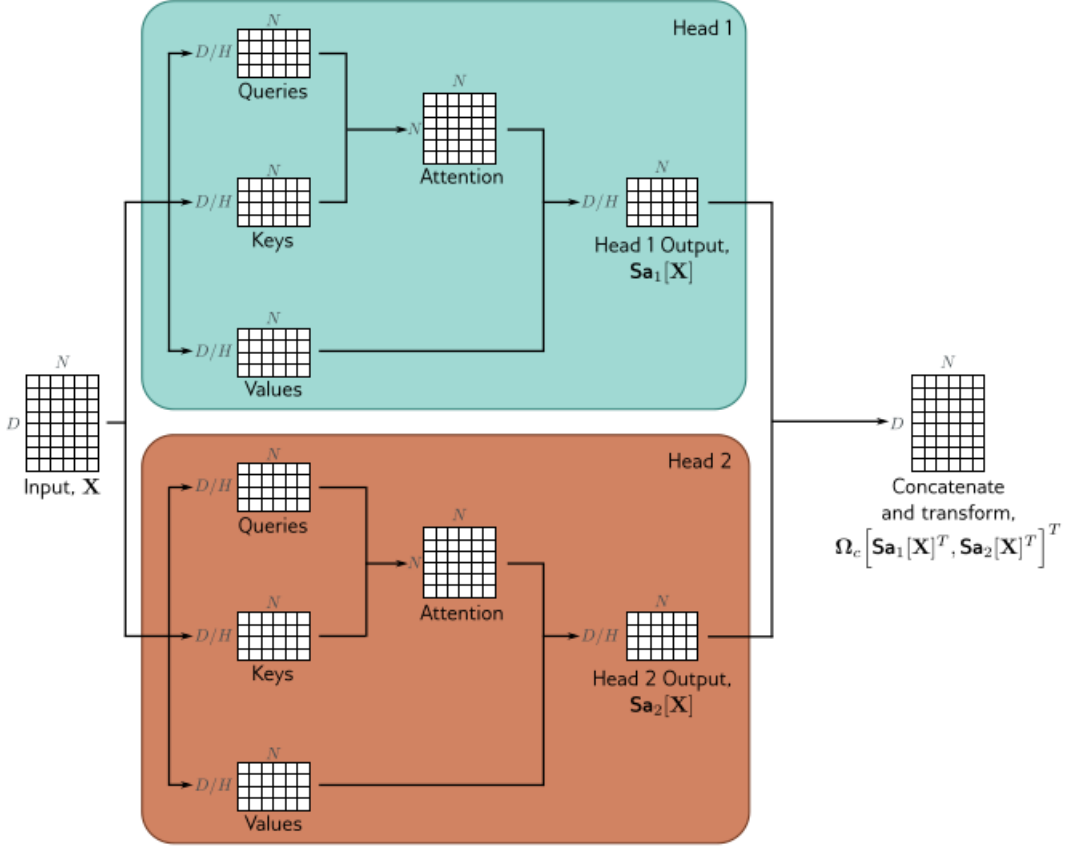 Head 1
N
D/H
Queries
N
N
Attention
N
D/H
Keys
N
D/H
Head 1 Output,
Sa₁[X]
N
D/H
Values
N
D
Input, X
N
D
Concatenate
and transform,
Ω_c[Sa₁[X]^T, Sa₂[X]^T]^T
Head 2
N
D/H
Queries
N
N
Attention
N
D/H
Keys
N
D/H
Head 2 Output,
Sa₂[X]
N
D/H
Values